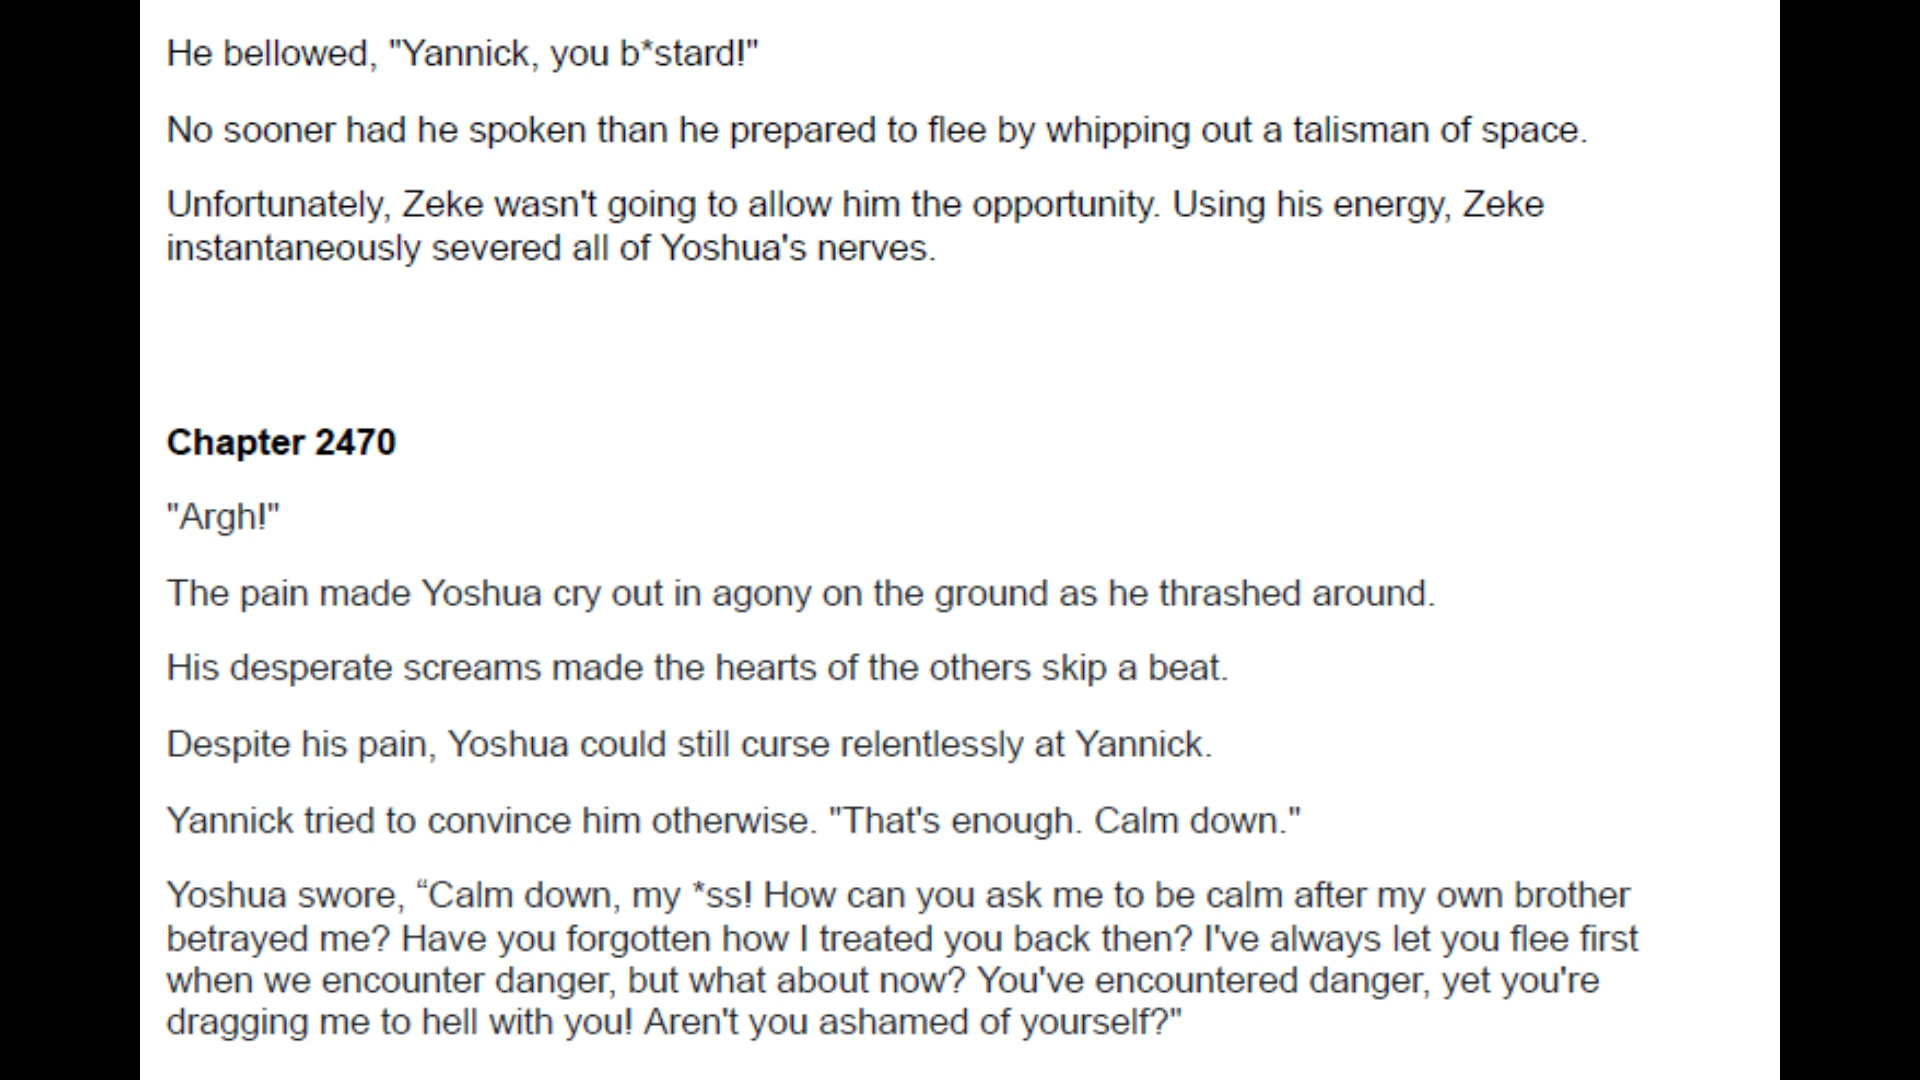 He bellowed, "Yannick, you b*stard!"
No sooner had he spoken than he prepared to flee by whipping out a talisman of space.
Unfortunately, Zeke wasn't going to allow him the opportunity. Using his energy, Zeke
instantaneously severed all of Yoshua's nerves.
Chapter 2470
"Argh!"
The pain made Yoshua cry out in agony on the ground as he thrashed around.
His desperate screams made the hearts of the others skip a beat.
Despite his pain, Yoshua could still curse relentlessly at Yannick.
Yannick tried to convince him otherwise. "That's enough. Calm down."
Yoshua swore, “Calm down, my *ss! How can you ask me to be calm after my own brother
betrayed me? Have you forgotten how I treated you back then? I've always let you flee first
when we encounter danger, but what about now? You've encountered danger, yet you're
dragging me to hell with you! Aren't you ashamed of yourself?"